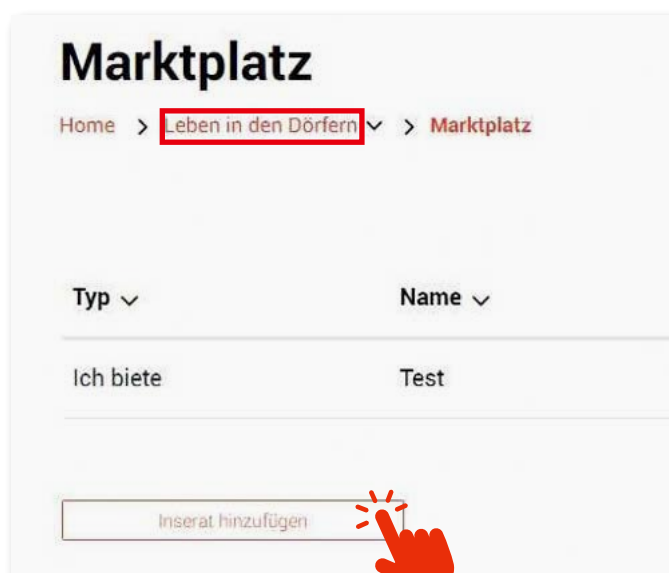 Marktplatz
Home > Leben in den Dörfern > Marktplatz
Typ Name
Ich biete Test
Inserat hinzufügen